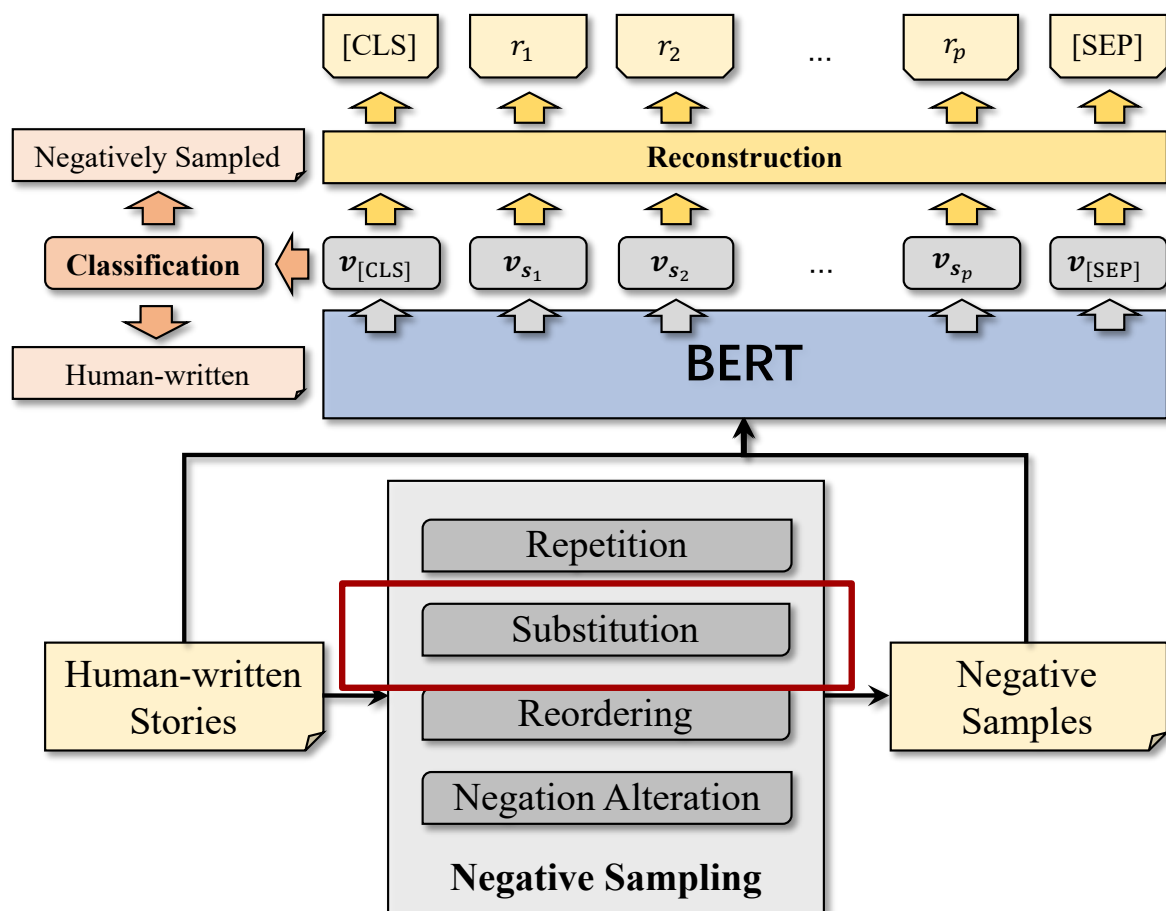 [CLS] r₁ r₂ ... rₚ [SEP]
Negatively Sampled
Reconstruction
Classification
v[CLS] vs₁ vs₂ ... vsₚ v[SEP]
Human-written
BERT
Repetition
Substitution
Human-written
Stories
Reordering
Negation Alteration
Negative Sampling
Negative
Samples